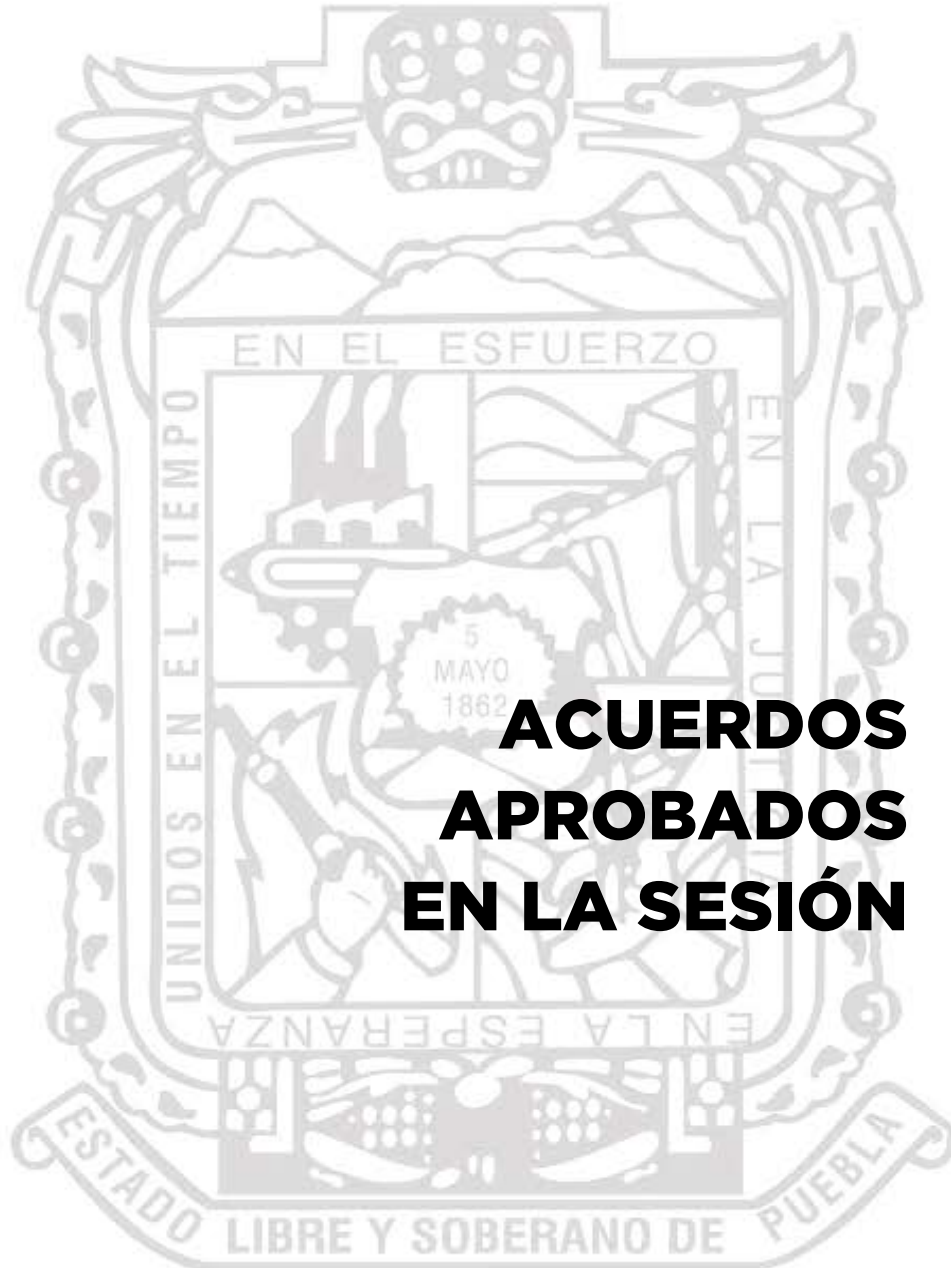 EN EL ESFUERZO
UNIDOS EN EL TIEMPO
EN LA
5
MAYO
1862
ACUERDOS
APROBADOS
EN LA SESIÓN
EN LA ESPERANZA
ESTADO LIBRE Y SOBERANO DE PUEBLA